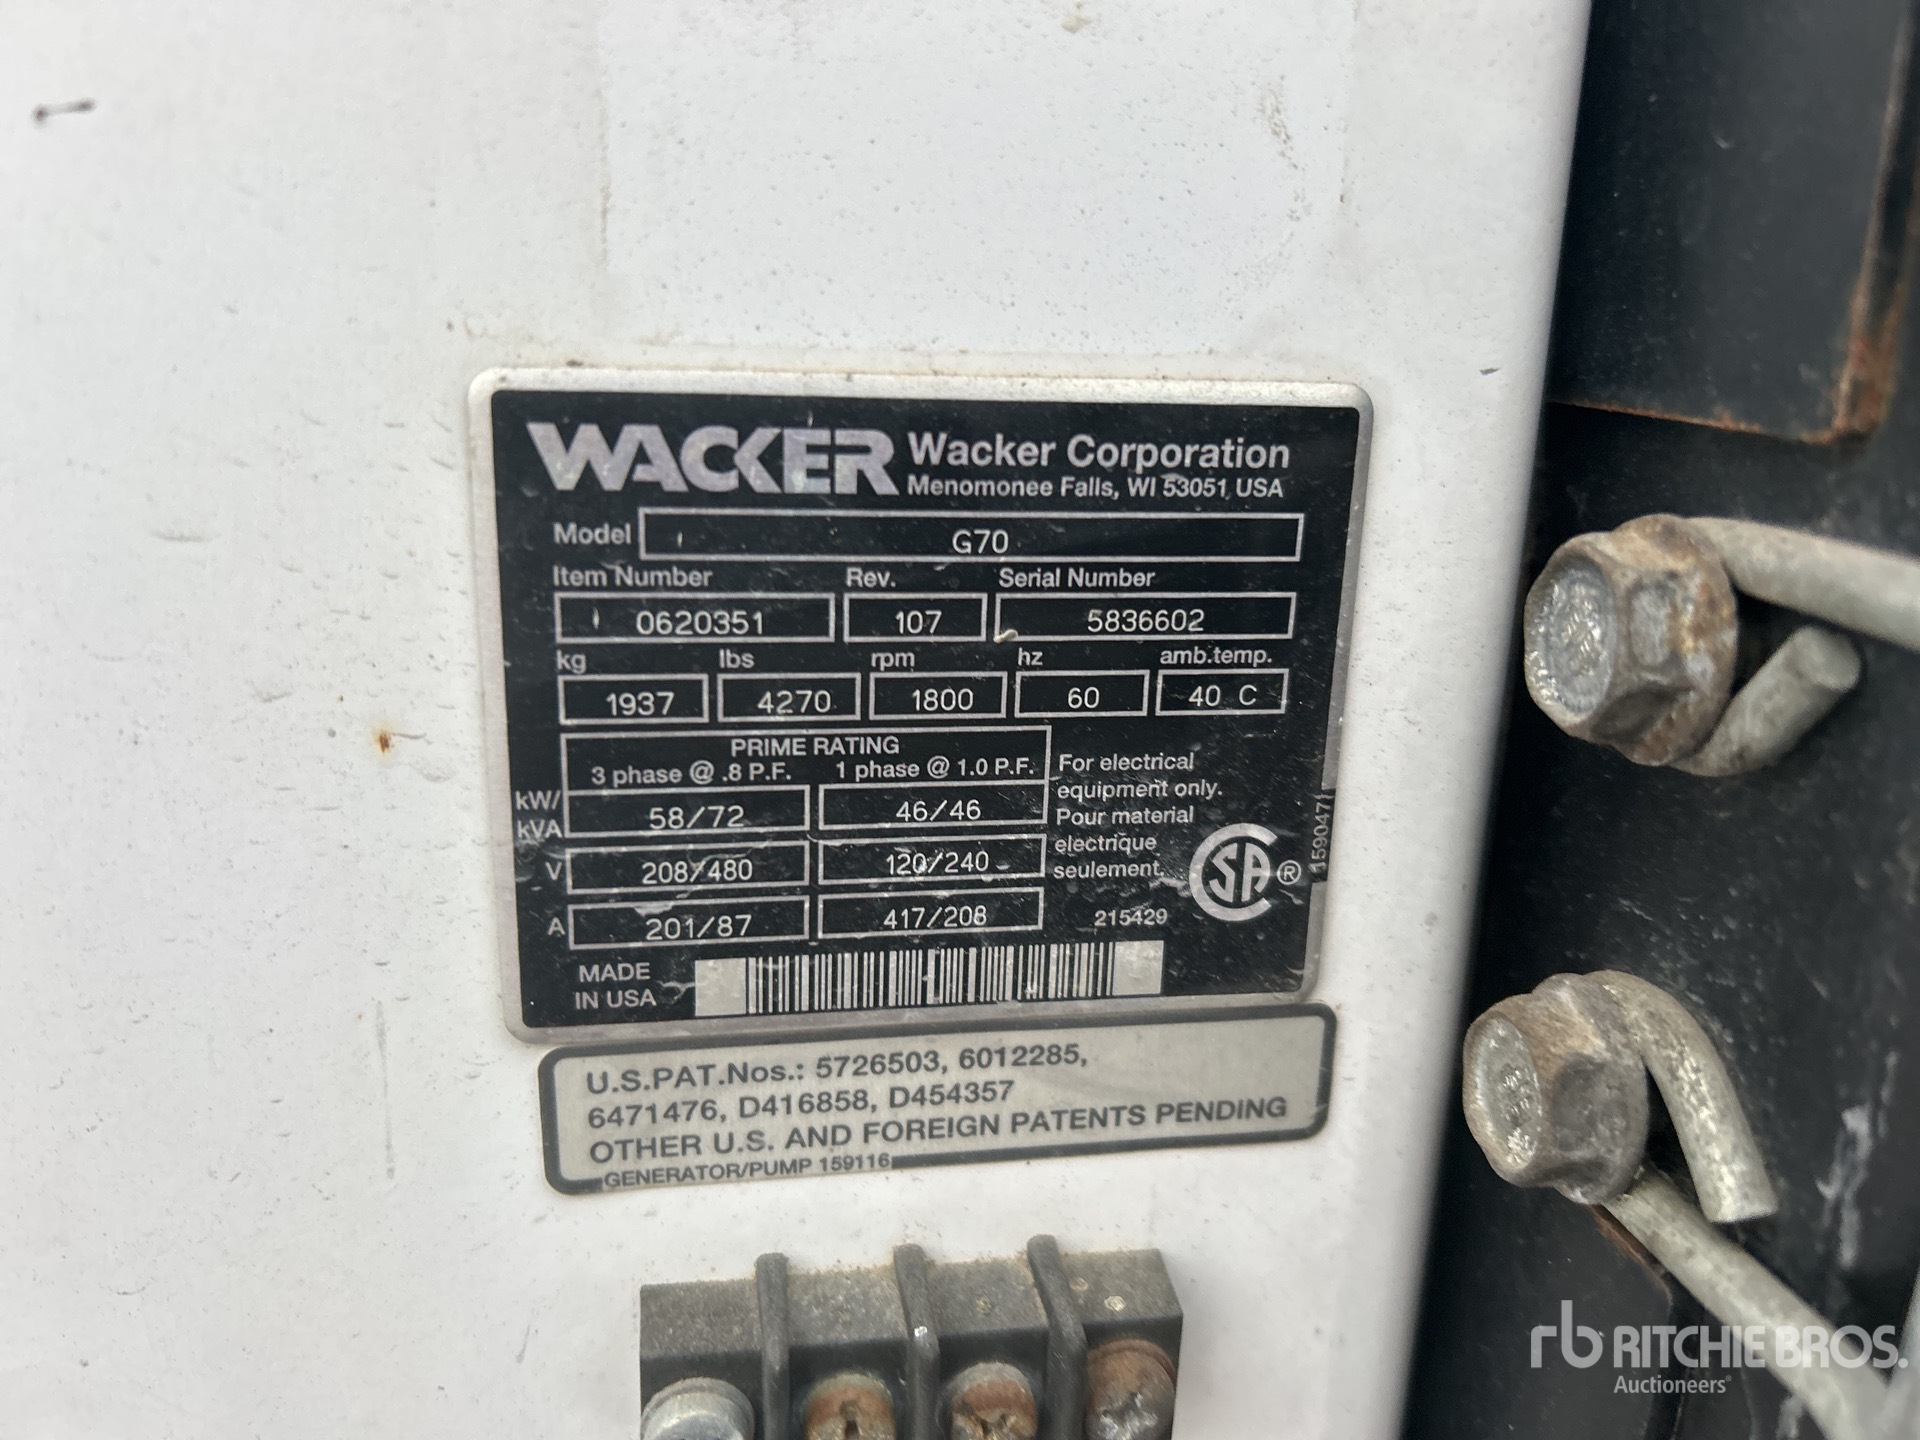 WACKER Wacker Corporation
Menomonee Falls, WI 53051 USA
Model G70
Item Number Rev. Serial Number
0620351 107 5836602
kg lbs rpm hz amb.temp.
1937 4270 1800 60 40 C
PRIME RATING
3 phase @ .8 P.F. 1 phase @ 1.0 P.F.
kW/ kVA 58/72 46/46
V 208/480 120/240
A 201/87 417/208
For electrical
equipment only.
Pour material
electrique
seulement.
CSA ®
159047
215429
MADE
IN USA
U.S.PAT.Nos.: 5726503, 6012285,
6471476, D416858, D454357
OTHER U.S. AND FOREIGN PATENTS PENDING
GENERATOR/PUMP 159116
rb RITCHIE BROS.
Auctioneers